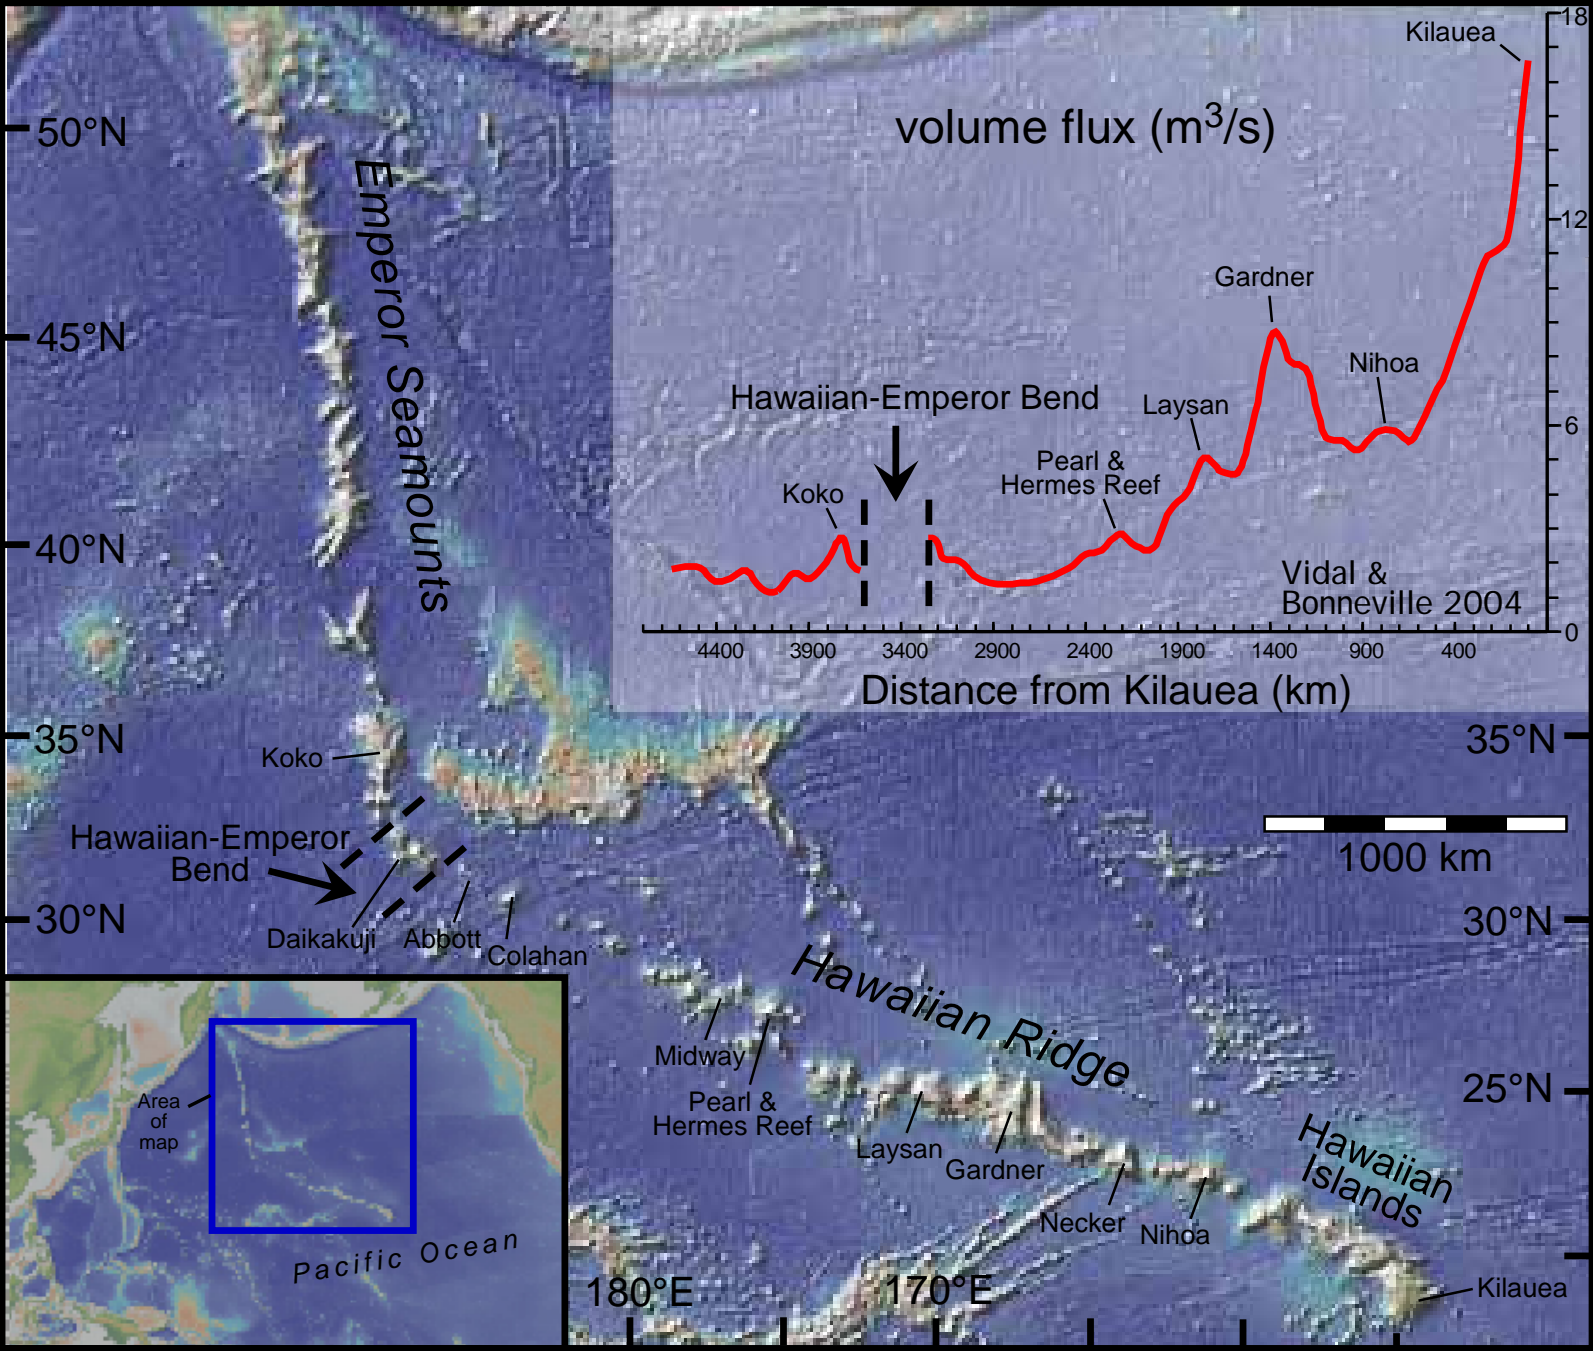 18
Kilauea
volume flux (m³/s)
50°N
Emperor Seamounts
12
Gardner
45°N
Nihoa
Hawaiian-Emperor Bend
Laysan
6
Pearl &
Hermes Reef
Koko
40°N
Vidal &
Bonneville 2004
0
4400 3900 3400 2900 2400 1900 1400 900 400
Distance from Kilauea (km)
35°N
35°N
Koko
Hawaiian-Emperor
Bend
1000 km
30°N
30°N
Daikakuji
Abbott
Colahan
Hawaiian Ridge
Midway
Pearl &
Hermes Reef
25°N
Area
of
map
Laysan
Gardner
Hawaiian
Islands
Necker
Nihoa
Pacific Ocean
180°E
170°E
Kilauea